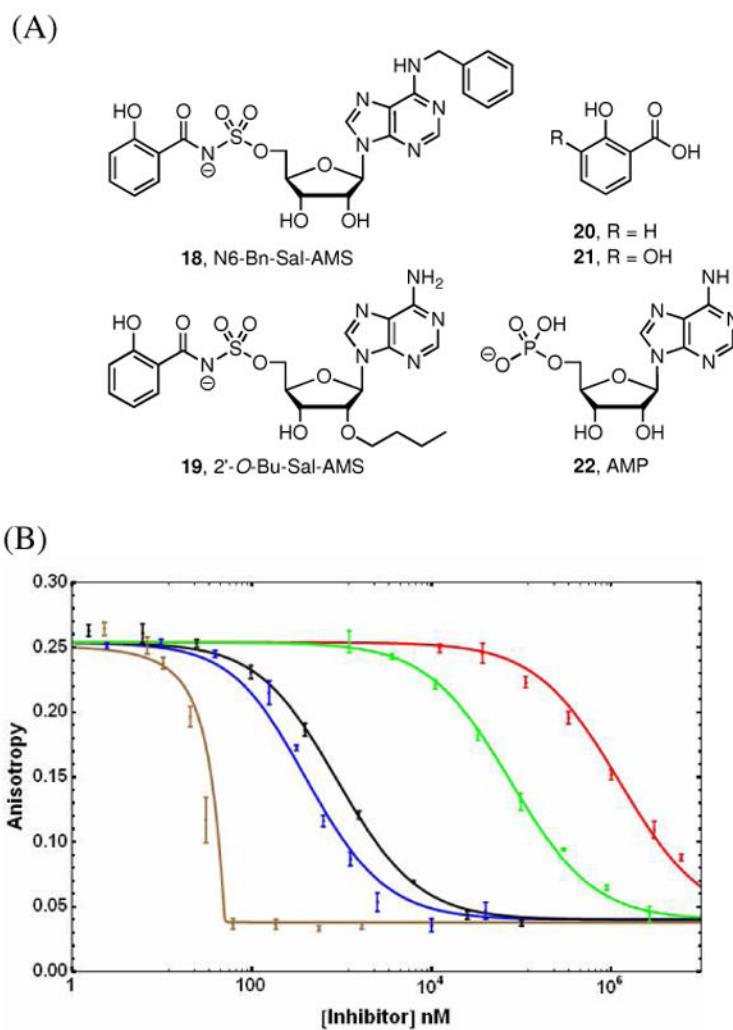 (A)
HN
HO
O
O
O
S
N
⊖
O
O
N
N
N
N
HO
OH
18, N6-Bn-Sal-AMS
HO
O
R
OH
20, R = H
21, R = OH
NH2
HO
O
O
O
S
N
⊖
O
O
N
N
N
N
HO
O
19, 2'-O-Bu-Sal-AMS
NH
O
OH
P
⊖O
O
O
N
N
N
N
HO
OH
22, AMP
(B)
0.30
0.25
0.20
0.15
0.10
0.05
0.00
Anisotropy
1
100
10^4
10^6
[Inhibitor] nM